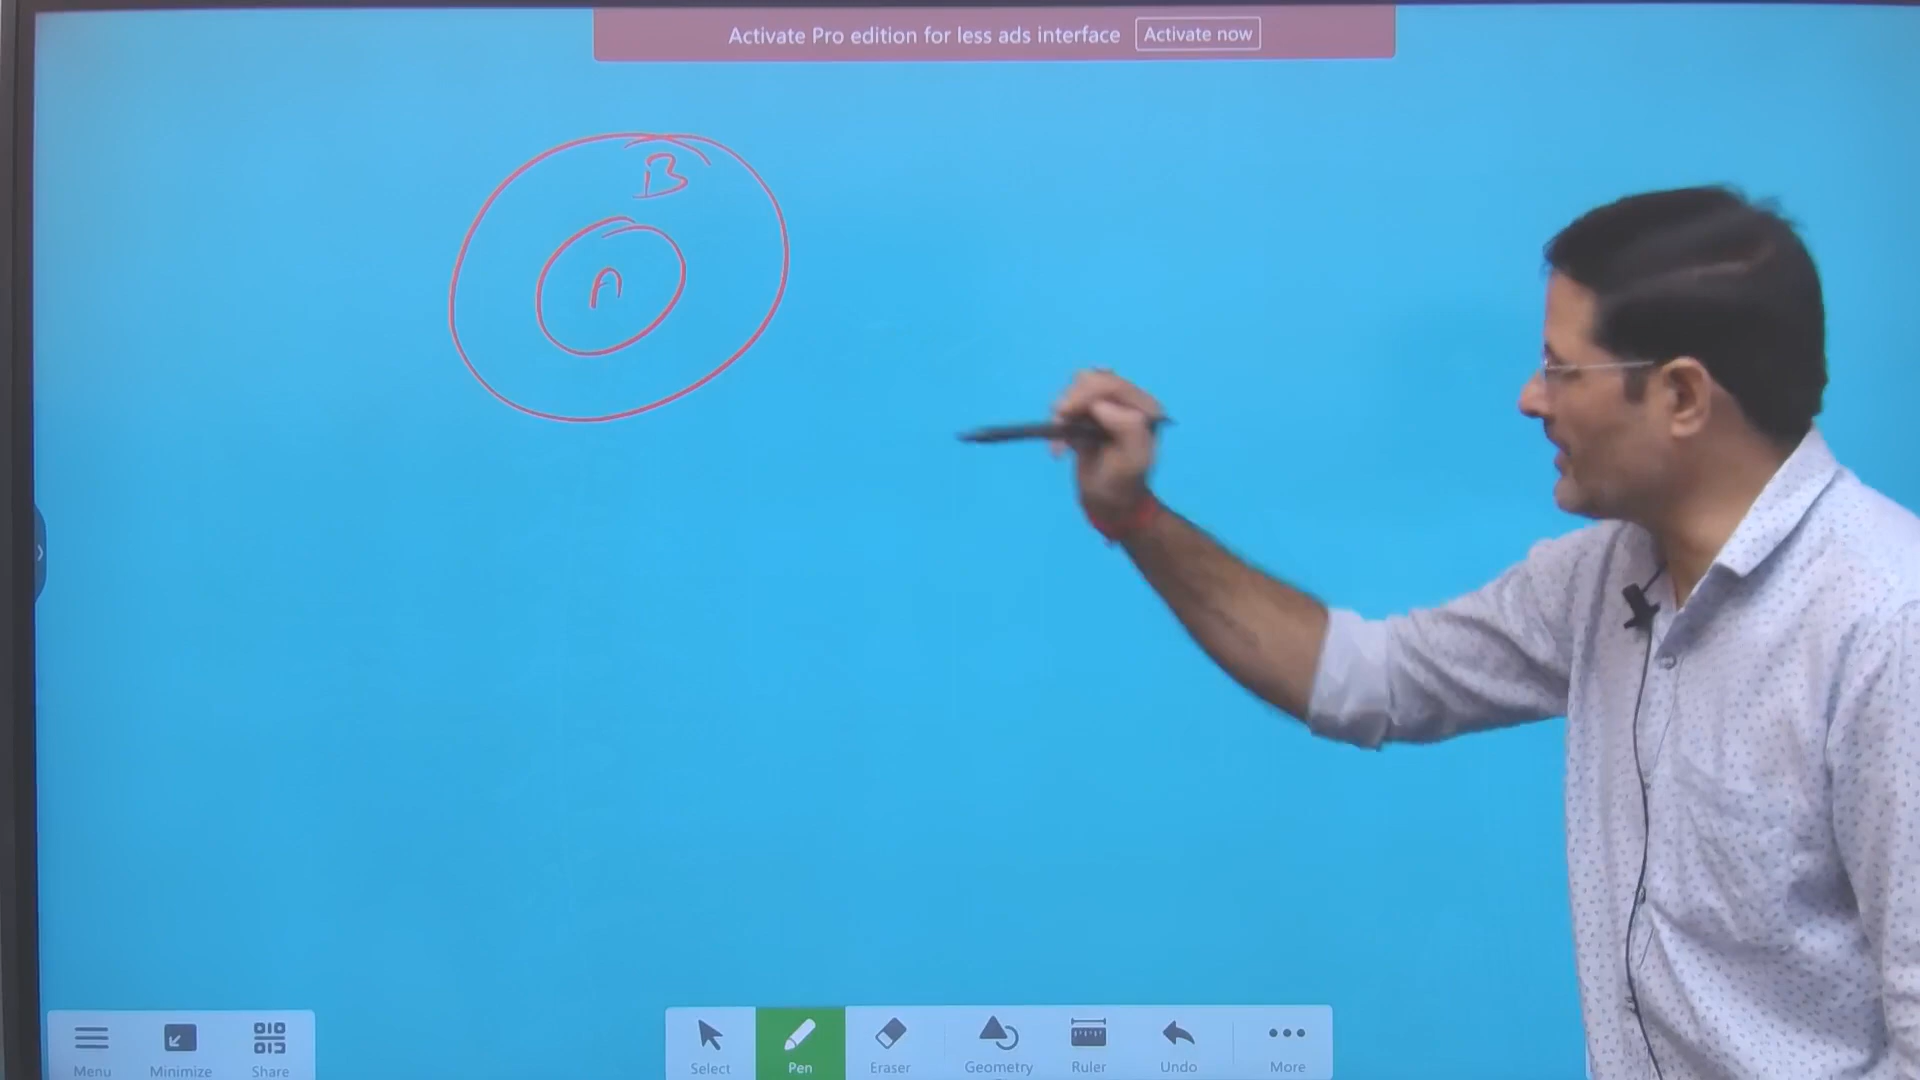 Activate Pro edition for less ads interface Activate now
B
A
Menu Minimize Share Select Pen Eraser Geometry Ruler Undo More